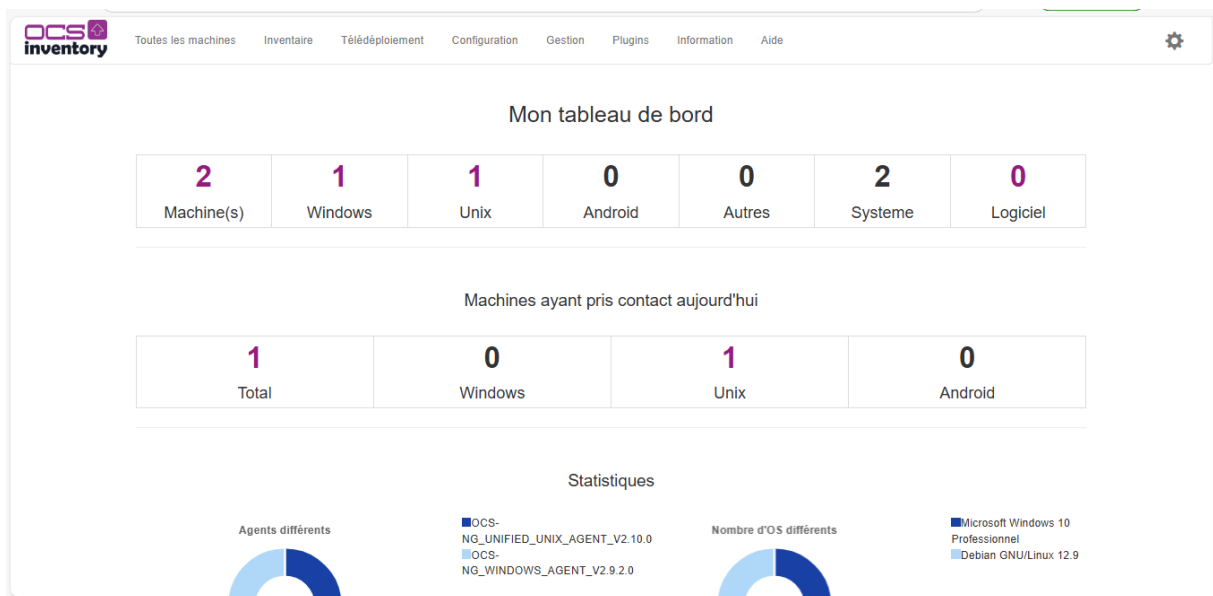 OCS
inventory
Toutes les machines Inventaire Télédéploiement Configuration Gestion Plugins Information Aide
Mon tableau de bord
2 1 1 0 0 2 0
Machine(s) Windows Unix Android Autres Systeme Logiciel
Machines ayant pris contact aujourd'hui
1 0 1 0
Total Windows Unix Android
Statistiques
Agents différents
OCS-
NG_UNIFIED_UNIX_AGENT_V2.10.0
OCS-
NG_WINDOWS_AGENT_V2.9.2.0
Nombre d'OS différents
Microsoft Windows 10
Professionnel
Debian GNU/Linux 12.9